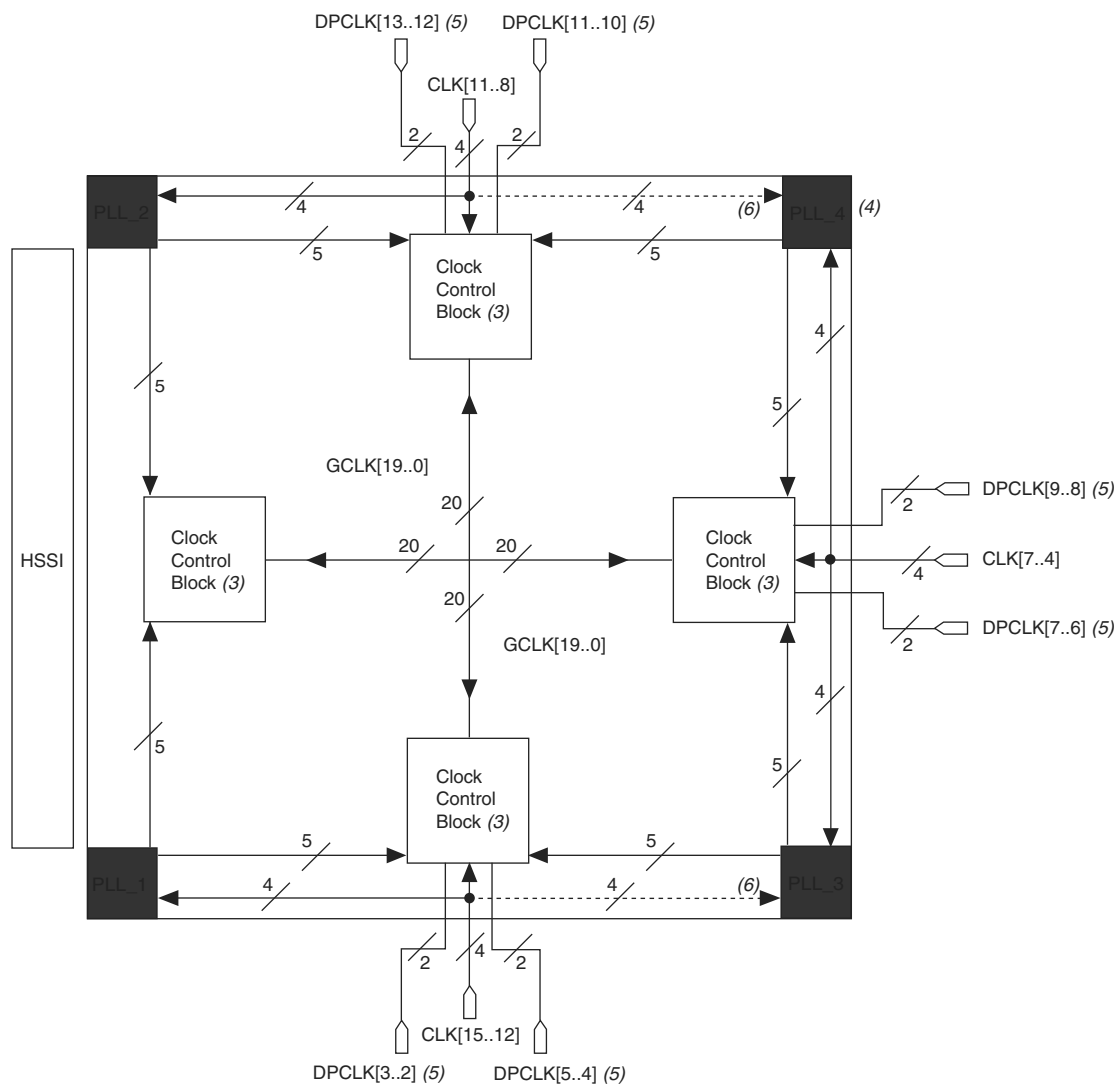 DPCLK[13..12] (5)
DPCLK[11..10] (5)
CLK[11..8]
2
4
2
PLL_2
4
4
(6)
PLL_4
(4)
5
5
Clock
Control
Block (3)
4
5
5
GCLK[19..0]
20
DPCLK[9..8] (5)
2
HSSI
Clock
Control
Block (3)
20
20
Clock
Control
Block (3)
4
CLK[7..4]
20
DPCLK[7..6] (5)
2
GCLK[19..0]
4
5
5
Clock
Control
Block (3)
5
5
PLL_1
4
4
(6)
PLL_3
2
4
2
CLK[15..12]
DPCLK[3..2] (5)
DPCLK[5..4] (5)